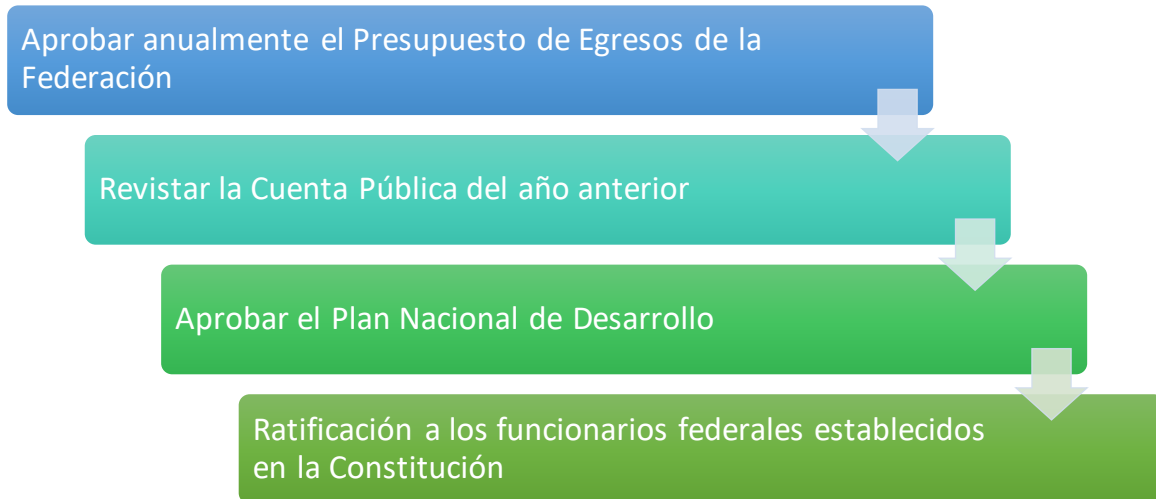 Aprobar anualmente el Presupuesto de Egresos de la
Federación
Revistar la Cuenta Pública del año anterior
Aprobar el Plan Nacional de Desarrollo
Ratificación a los funcionarios federales establecidos
en la Constitución